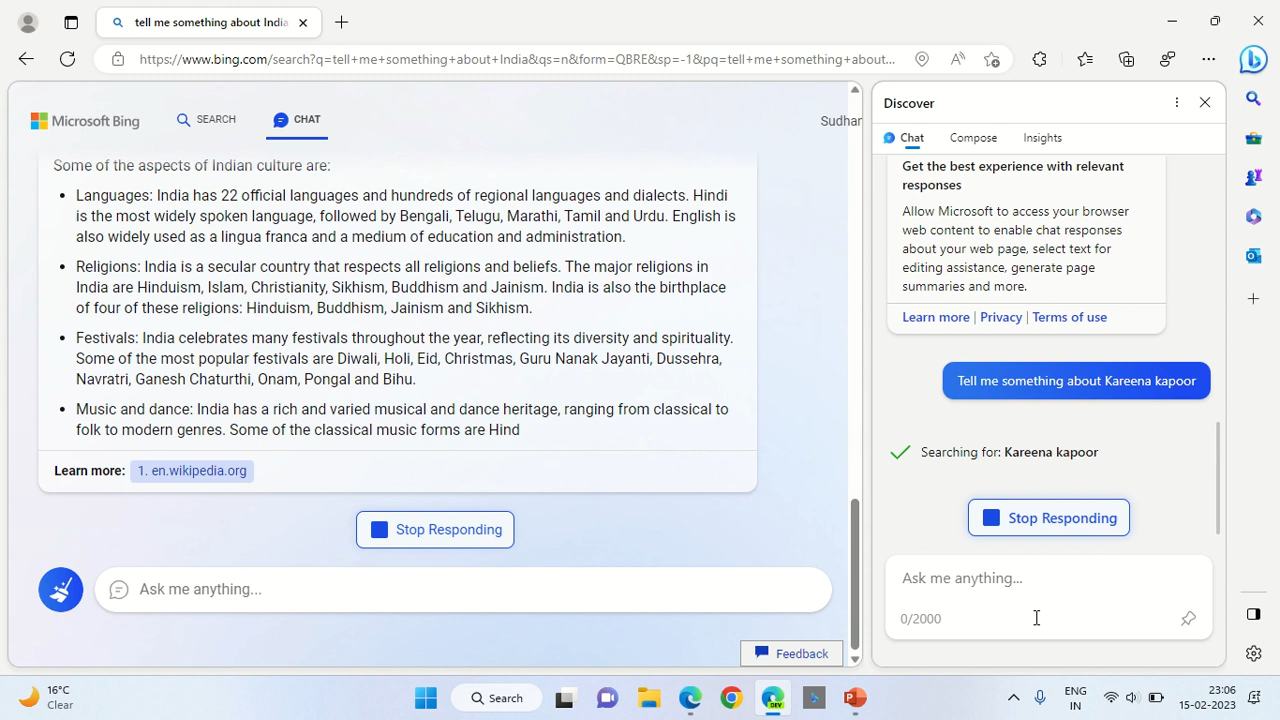 tell me something about India
https://www.bing.com/search?q=tell+me+something+about+India&qs=n&form=QBRE&sp=-1&pq=tell+me+something+about...
Microsoft Bing
SEARCH
CHAT
Sudhar
Some of the aspects of Indian culture are:
• Languages: India has 22 official languages and hundreds of regional languages and dialects. Hindi
is the most widely spoken language, followed by Bengali, Telugu, Marathi, Tamil and Urdu. English is
also widely used as a lingua franca and a medium of education and administration.
• Religions: India is a secular country that respects all religions and beliefs. The major religions in
India are Hinduism, Islam, Christianity, Sikhism, Buddhism and Jainism. India is also the birthplace
of four of these religions: Hinduism, Buddhism, Jainism and Sikhism.
• Festivals: India celebrates many festivals throughout the year, reflecting its diversity and spirituality.
Some of the most popular festivals are Diwali, Holi, Eid, Christmas, Guru Nanak Jayanti, Dussehra,
Navratri, Ganesh Chaturthi, Onam, Pongal and Bihu.
• Music and dance: India has a rich and varied musical and dance heritage, ranging from classical to
folk to modern genres. Some of the classical music forms are Hind
Learn more: 1. en.wikipedia.org
Stop Responding
Ask me anything...
Feedback
Discover
Chat
Compose
Insights
Get the best experience with relevant
responses
Allow Microsoft to access your browser
web content to enable chat responses
about your web page, select text for
editing assistance, generate page
summaries and more.
Learn more | Privacy | Terms of use
Tell me something about Kareena kapoor
Searching for: Kareena kapoor
Stop Responding
Ask me anything...
0/2000
16°C
Clear
Search
DEV
ENG
IN
23:06
15-02-2023